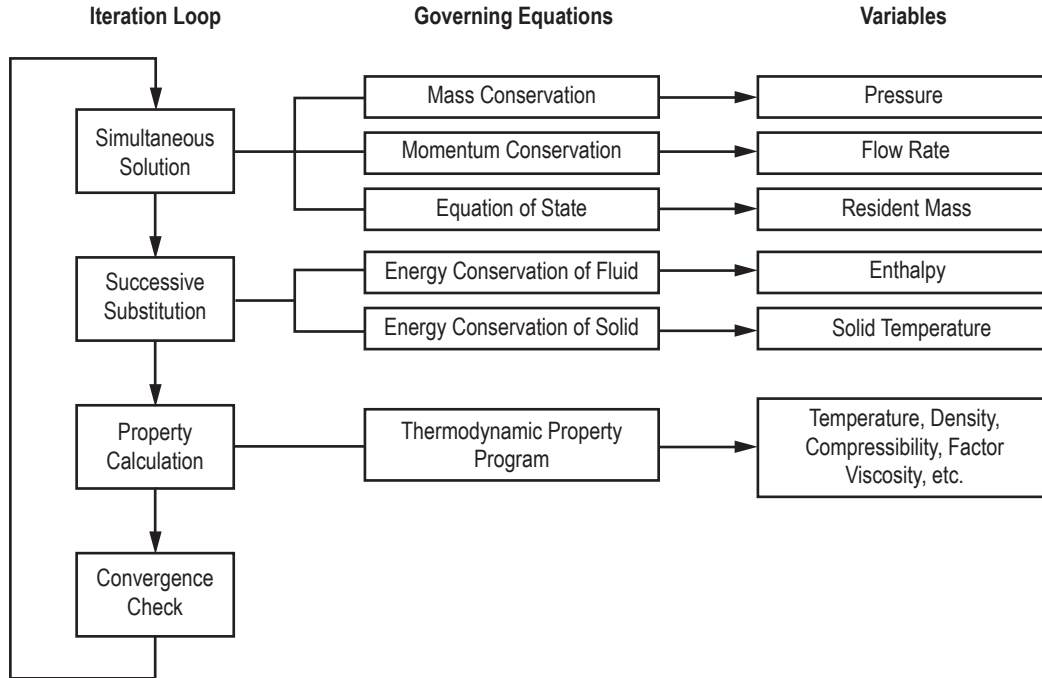 Iteration Loop
Governing Equations
Variables
Simultaneous
Solution
Mass Conservation
Pressure
Momentum Conservation
Flow Rate
Equation of State
Resident Mass
Successive
Substitution
Energy Conservation of Fluid
Enthalpy
Energy Conservation of Solid
Solid Temperature
Property
Calculation
Thermodynamic Property
Program
Temperature, Density,
Compressibility, Factor
Viscosity, etc.
Convergence
Check